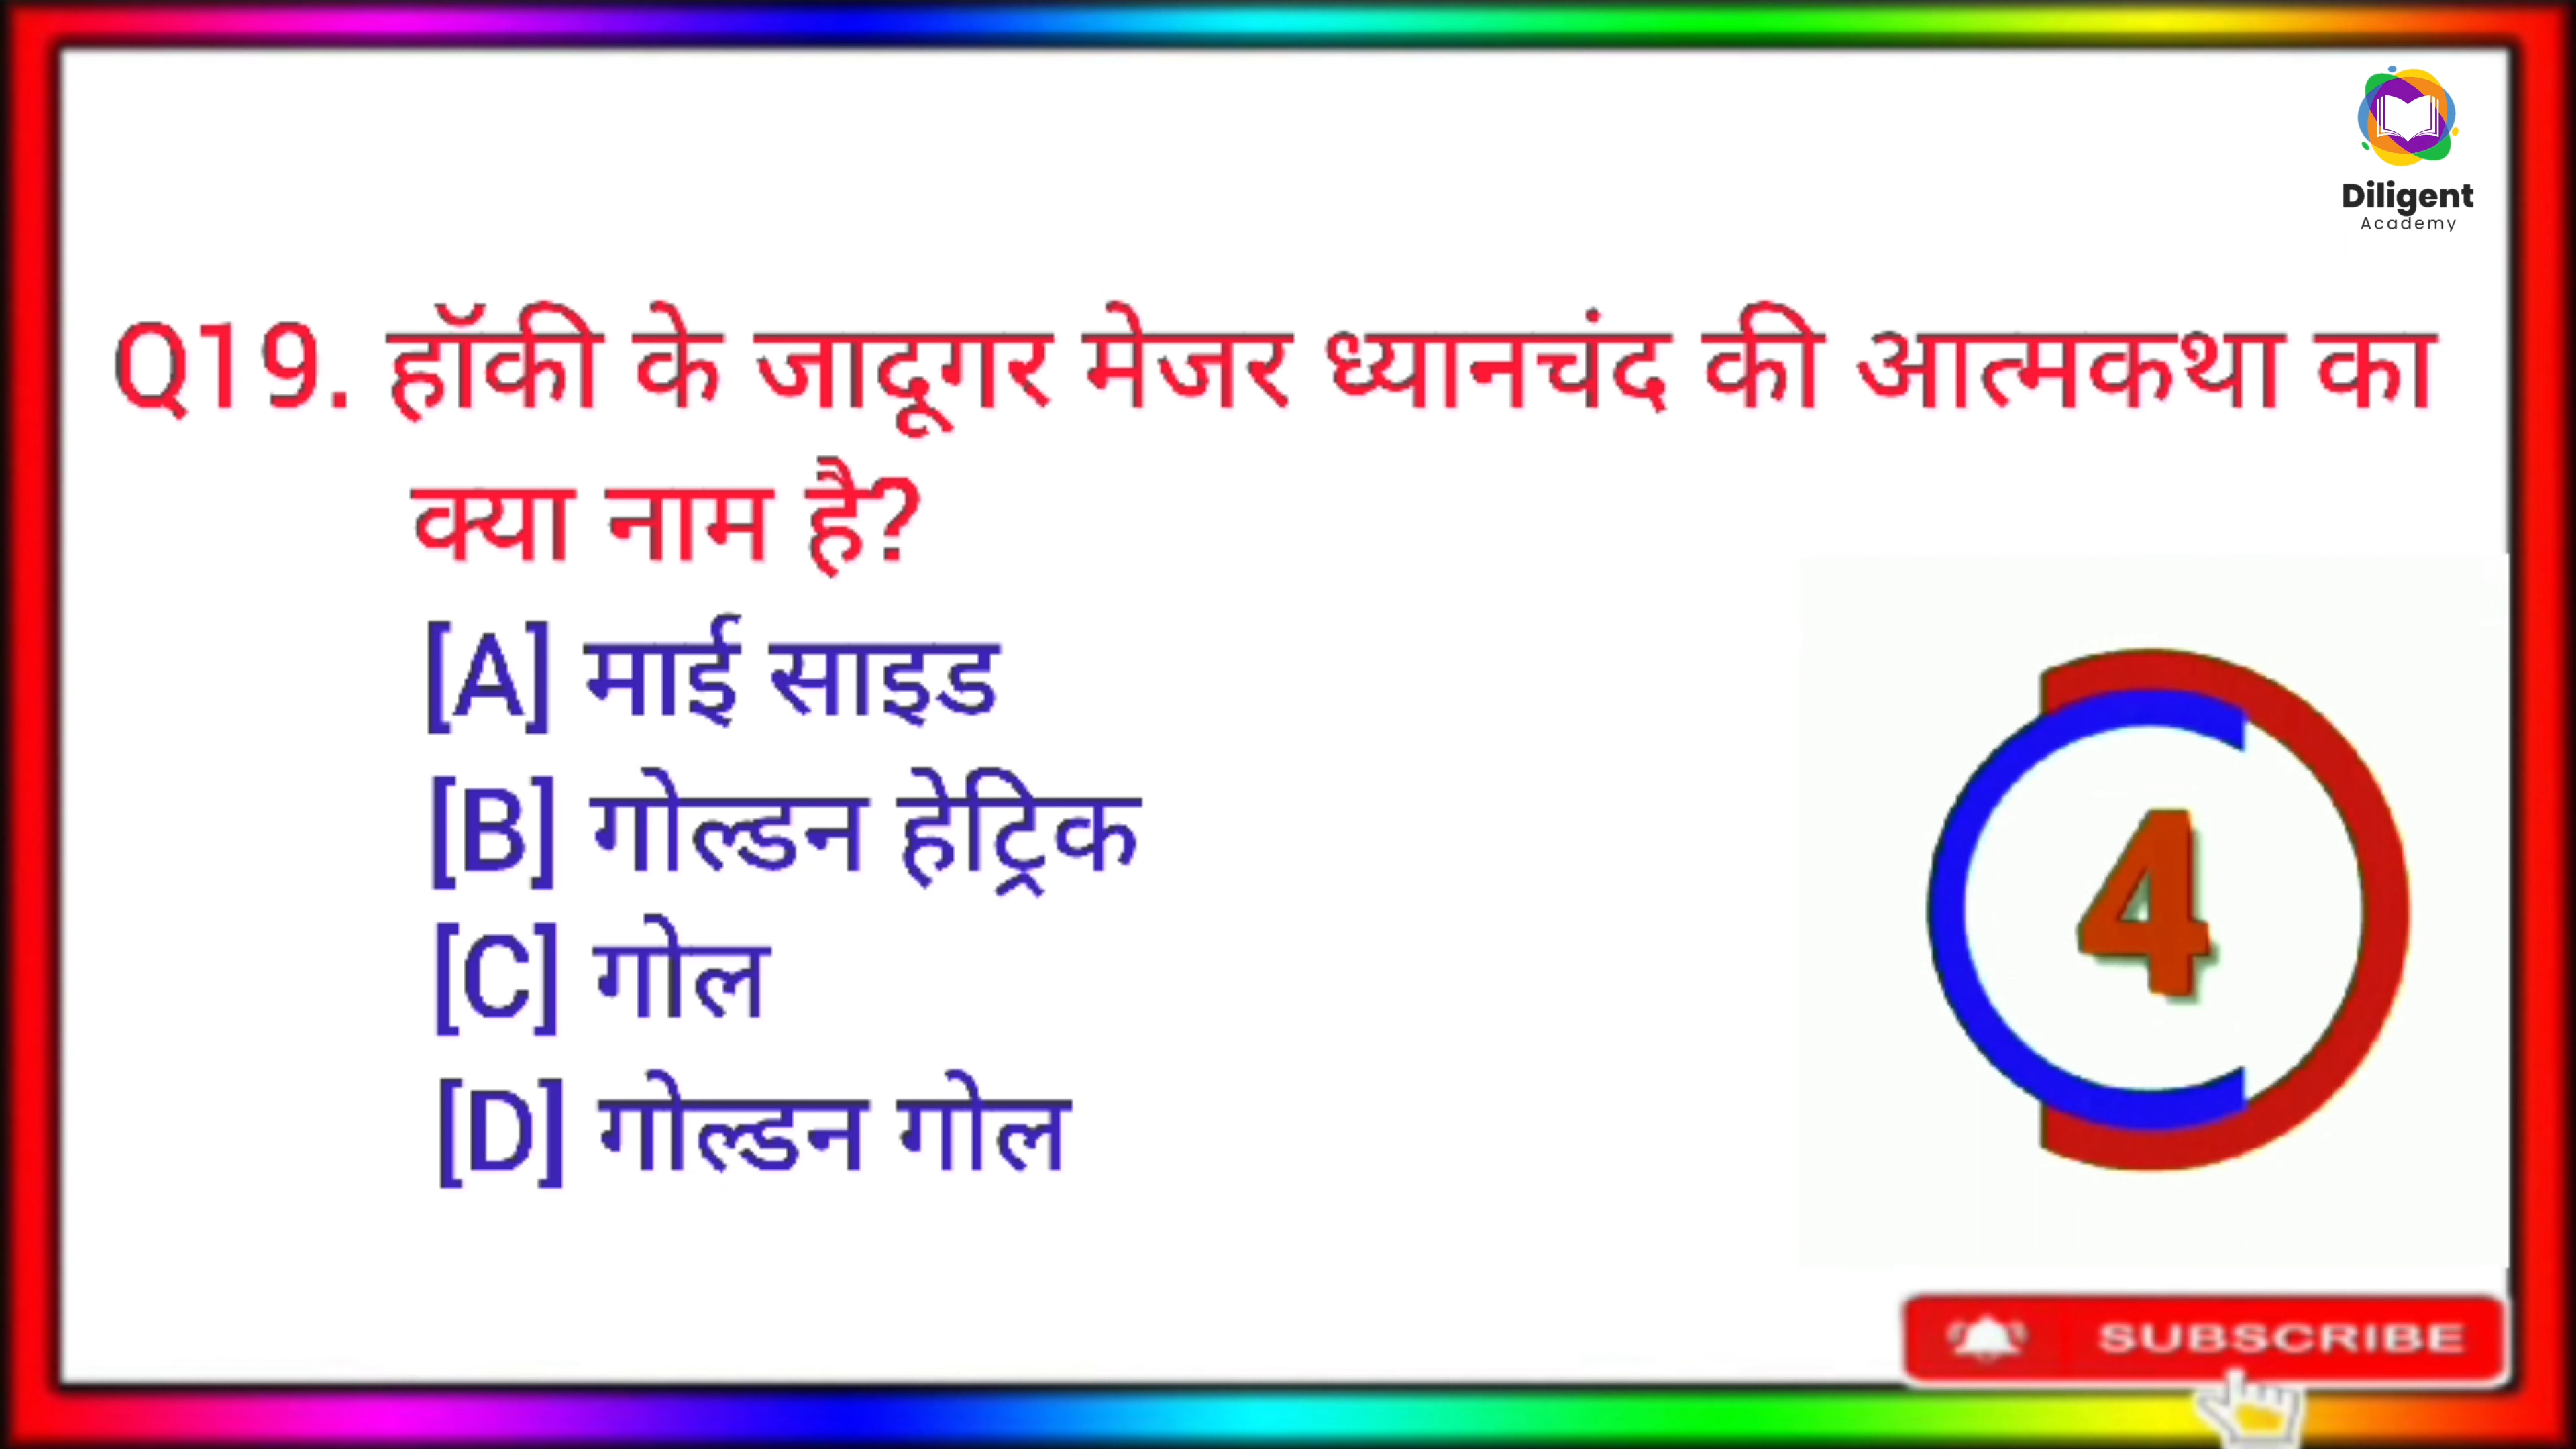 Diligent
Academy
Q19. हॉकी के जादूगर मेजर ध्यानचंद की आत्मकथा का
क्या नाम है?
[A] माई साइड
[B] गोल्डन हेट्रिक
[C] गोल
[D] गोल्डन गोल
4
SUBSCRIBE